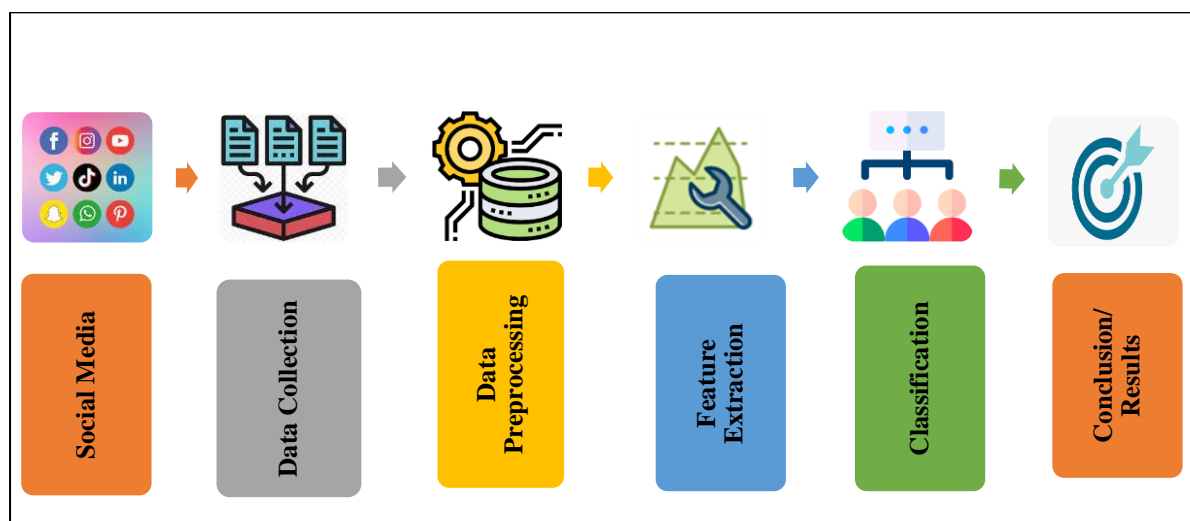 Social Media
Data Collection
Data
Preprocessing
Feature
Extraction
Classification
Conclusion/
Results